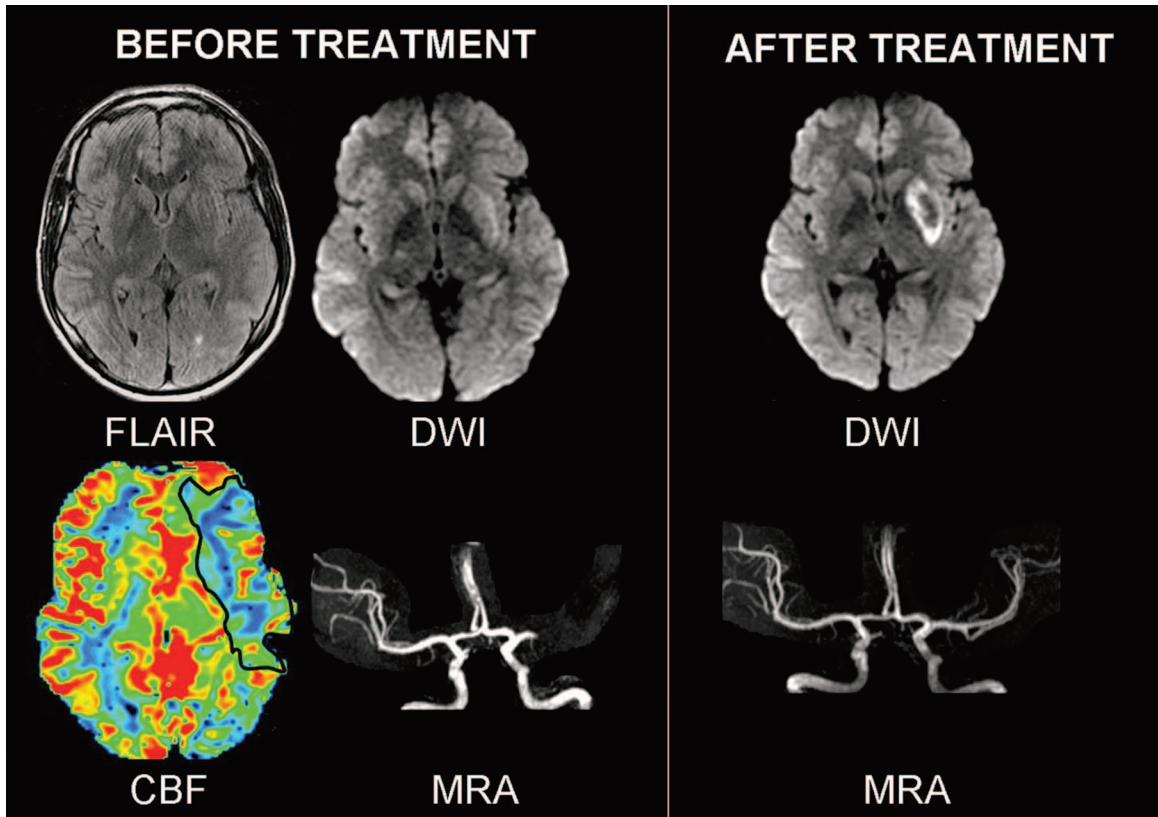 BEFORE TREATMENT
FLAIR
DWI
CBF
MRA
AFTER TREATMENT
DWI
MRA